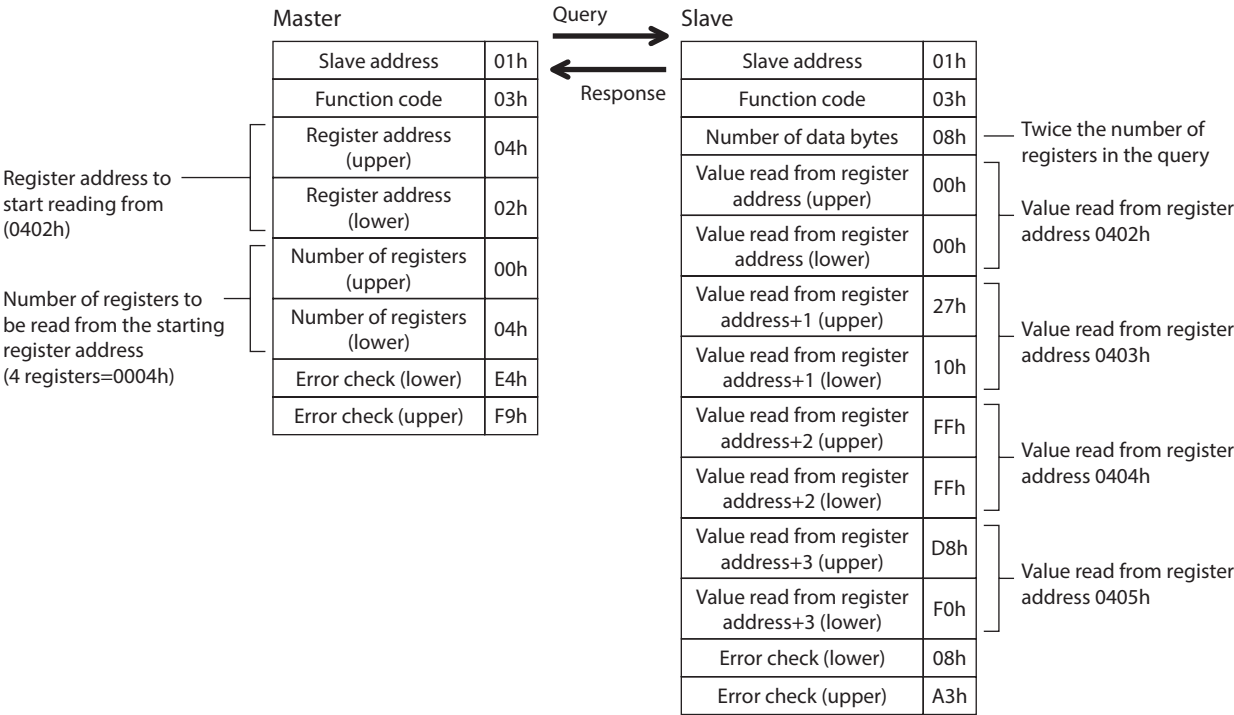 Master
Query
Slave
Response
Slave address 01h
Function code 03h
Register address
(upper) 04h
Register address
(lower) 02h
Number of registers
(upper) 00h
Number of registers
(lower) 04h
Error check (lower) E4h
Error check (upper) F9h
Register address to
start reading from
(0402h)
Number of registers to
be read from the starting
register address
(4 registers=0004h)
Slave address 01h
Function code 03h
Number of data bytes 08h
Value read from register
address (upper) 00h
Value read from register
address (lower) 00h
Value read from register
address+1 (upper) 27h
Value read from register
address+1 (lower) 10h
Value read from register
address+2 (upper) FFh
Value read from register
address+2 (lower) FFh
Value read from register
address+3 (upper) D8h
Value read from register
address+3 (lower) F0h
Error check (lower) 08h
Error check (upper) A3h
Twice the number of
registers in the query
Value read from register
address 0402h
Value read from register
address 0403h
Value read from register
address 0404h
Value read from register
address 0405h